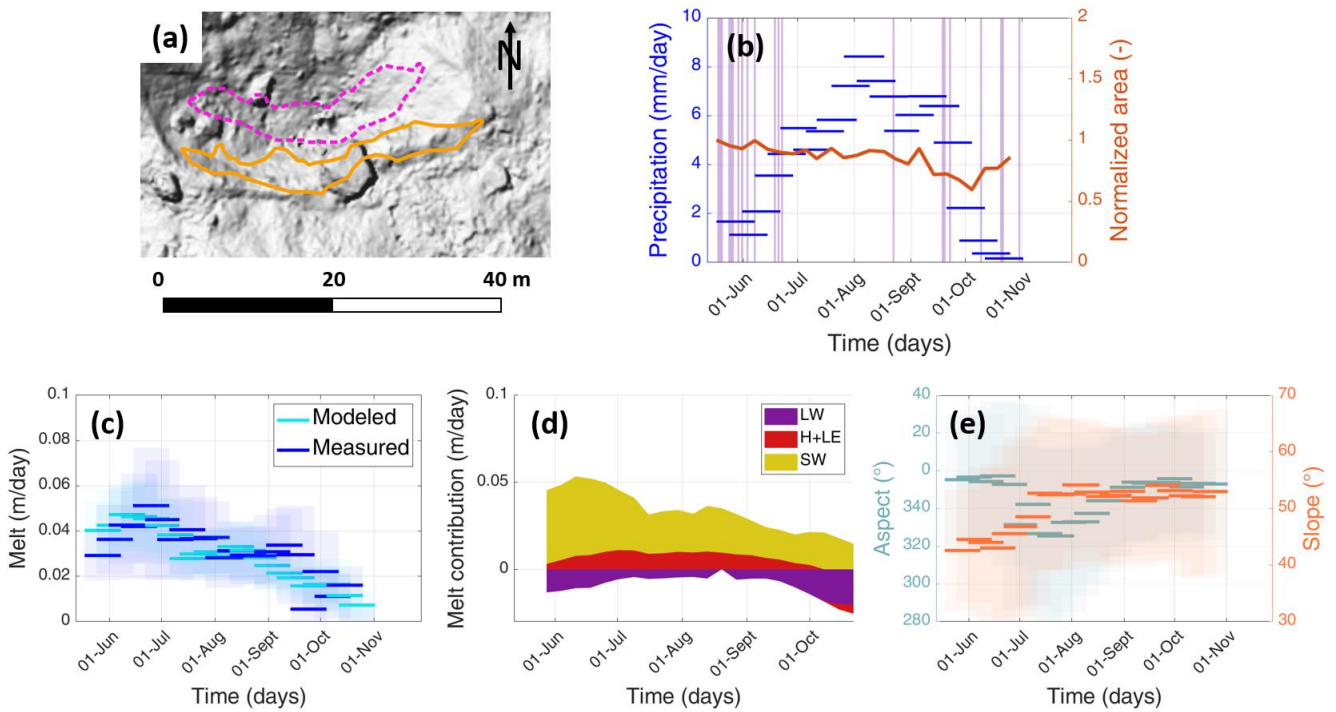 (a)
N
0 20 40 m
(b)
Precipitation (mm/day)
10
8
6
4
2
0
2
1.5
1
0.5
0
Normalized area (-)
01-Jun 01-Jul 01-Aug 01-Sept 01-Oct 01-Nov
Time (days)
(c)
Melt (m/day)
0.1
0.08
0.06
0.04
0.02
0
Modeled
Measured
01-Jun 01-Jul 01-Aug 01-Sept 01-Oct 01-Nov
Time (days)
(d)
Melt contribution (m/day)
0.1
0.05
0
LW
H+LE
SW
01-Jun 01-Jul 01-Aug 01-Sept 01-Oct
Time (days)
(e)
Aspect (°)
40
20
0
340
320
300
280
70
60
50
40
30
Slope (°)
01-Jun 01-Jul 01-Aug 01-Sept 01-Oct 01-Nov
Time (days)